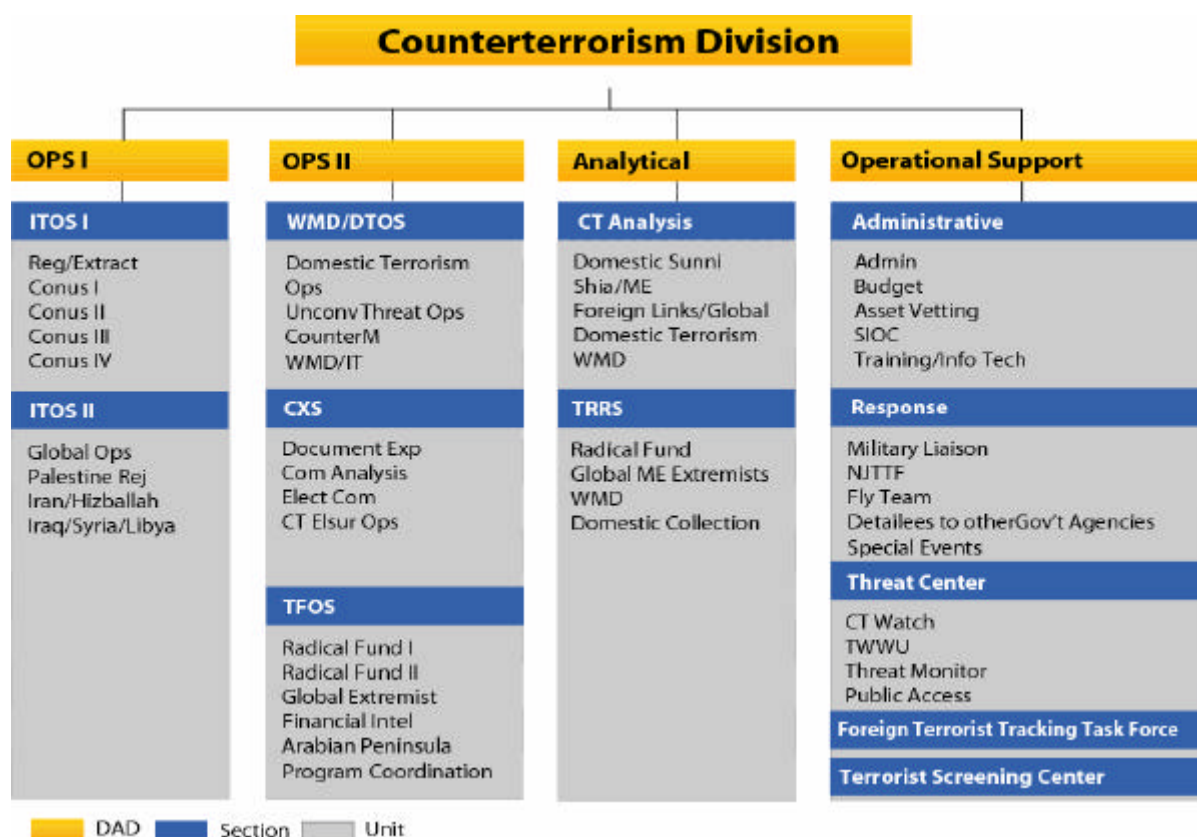 Counterterrorism Division
OPS I
ITOS I
Reg/Extract
Conus I
Conus II
Conus III
Conus IV
ITOS II
Global Ops
Palestine Rej
Iran/Hizballah
Iraq/Syria/Libya
OPS II
WMD/DTOS
Domestic Terrorism
Ops
Unconv Threat Ops
CounterM
WMD/IT
CXS
Document Exp
Com Analysis
Elect Com
CT Elsur Ops
TFOS
Radical Fund I
Radical Fund II
Global Extremist
Financial Intel
Arabian Peninsula
Program Coordination
Analytical
CT Analysis
Domestic Sunni
Shia/ME
Foreign Links/Global
Domestic Terrorism
WMD
TRRS
Radical Fund
Global ME Extremists
WMD
Domestic Collection
Operational Support
Administrative
Admin
Budget
Asset Vetting
SIOC
Training/Info Tech
Response
Military Liaison
NJTTF
Fly Team
Detailees to otherGov't Agencies
Special Events
Threat Center
CT Watch
TWWU
Threat Monitor
Public Access
Foreign Terrorist Tracking Task Force
Terrorist Screening Center
DAD Section Unit